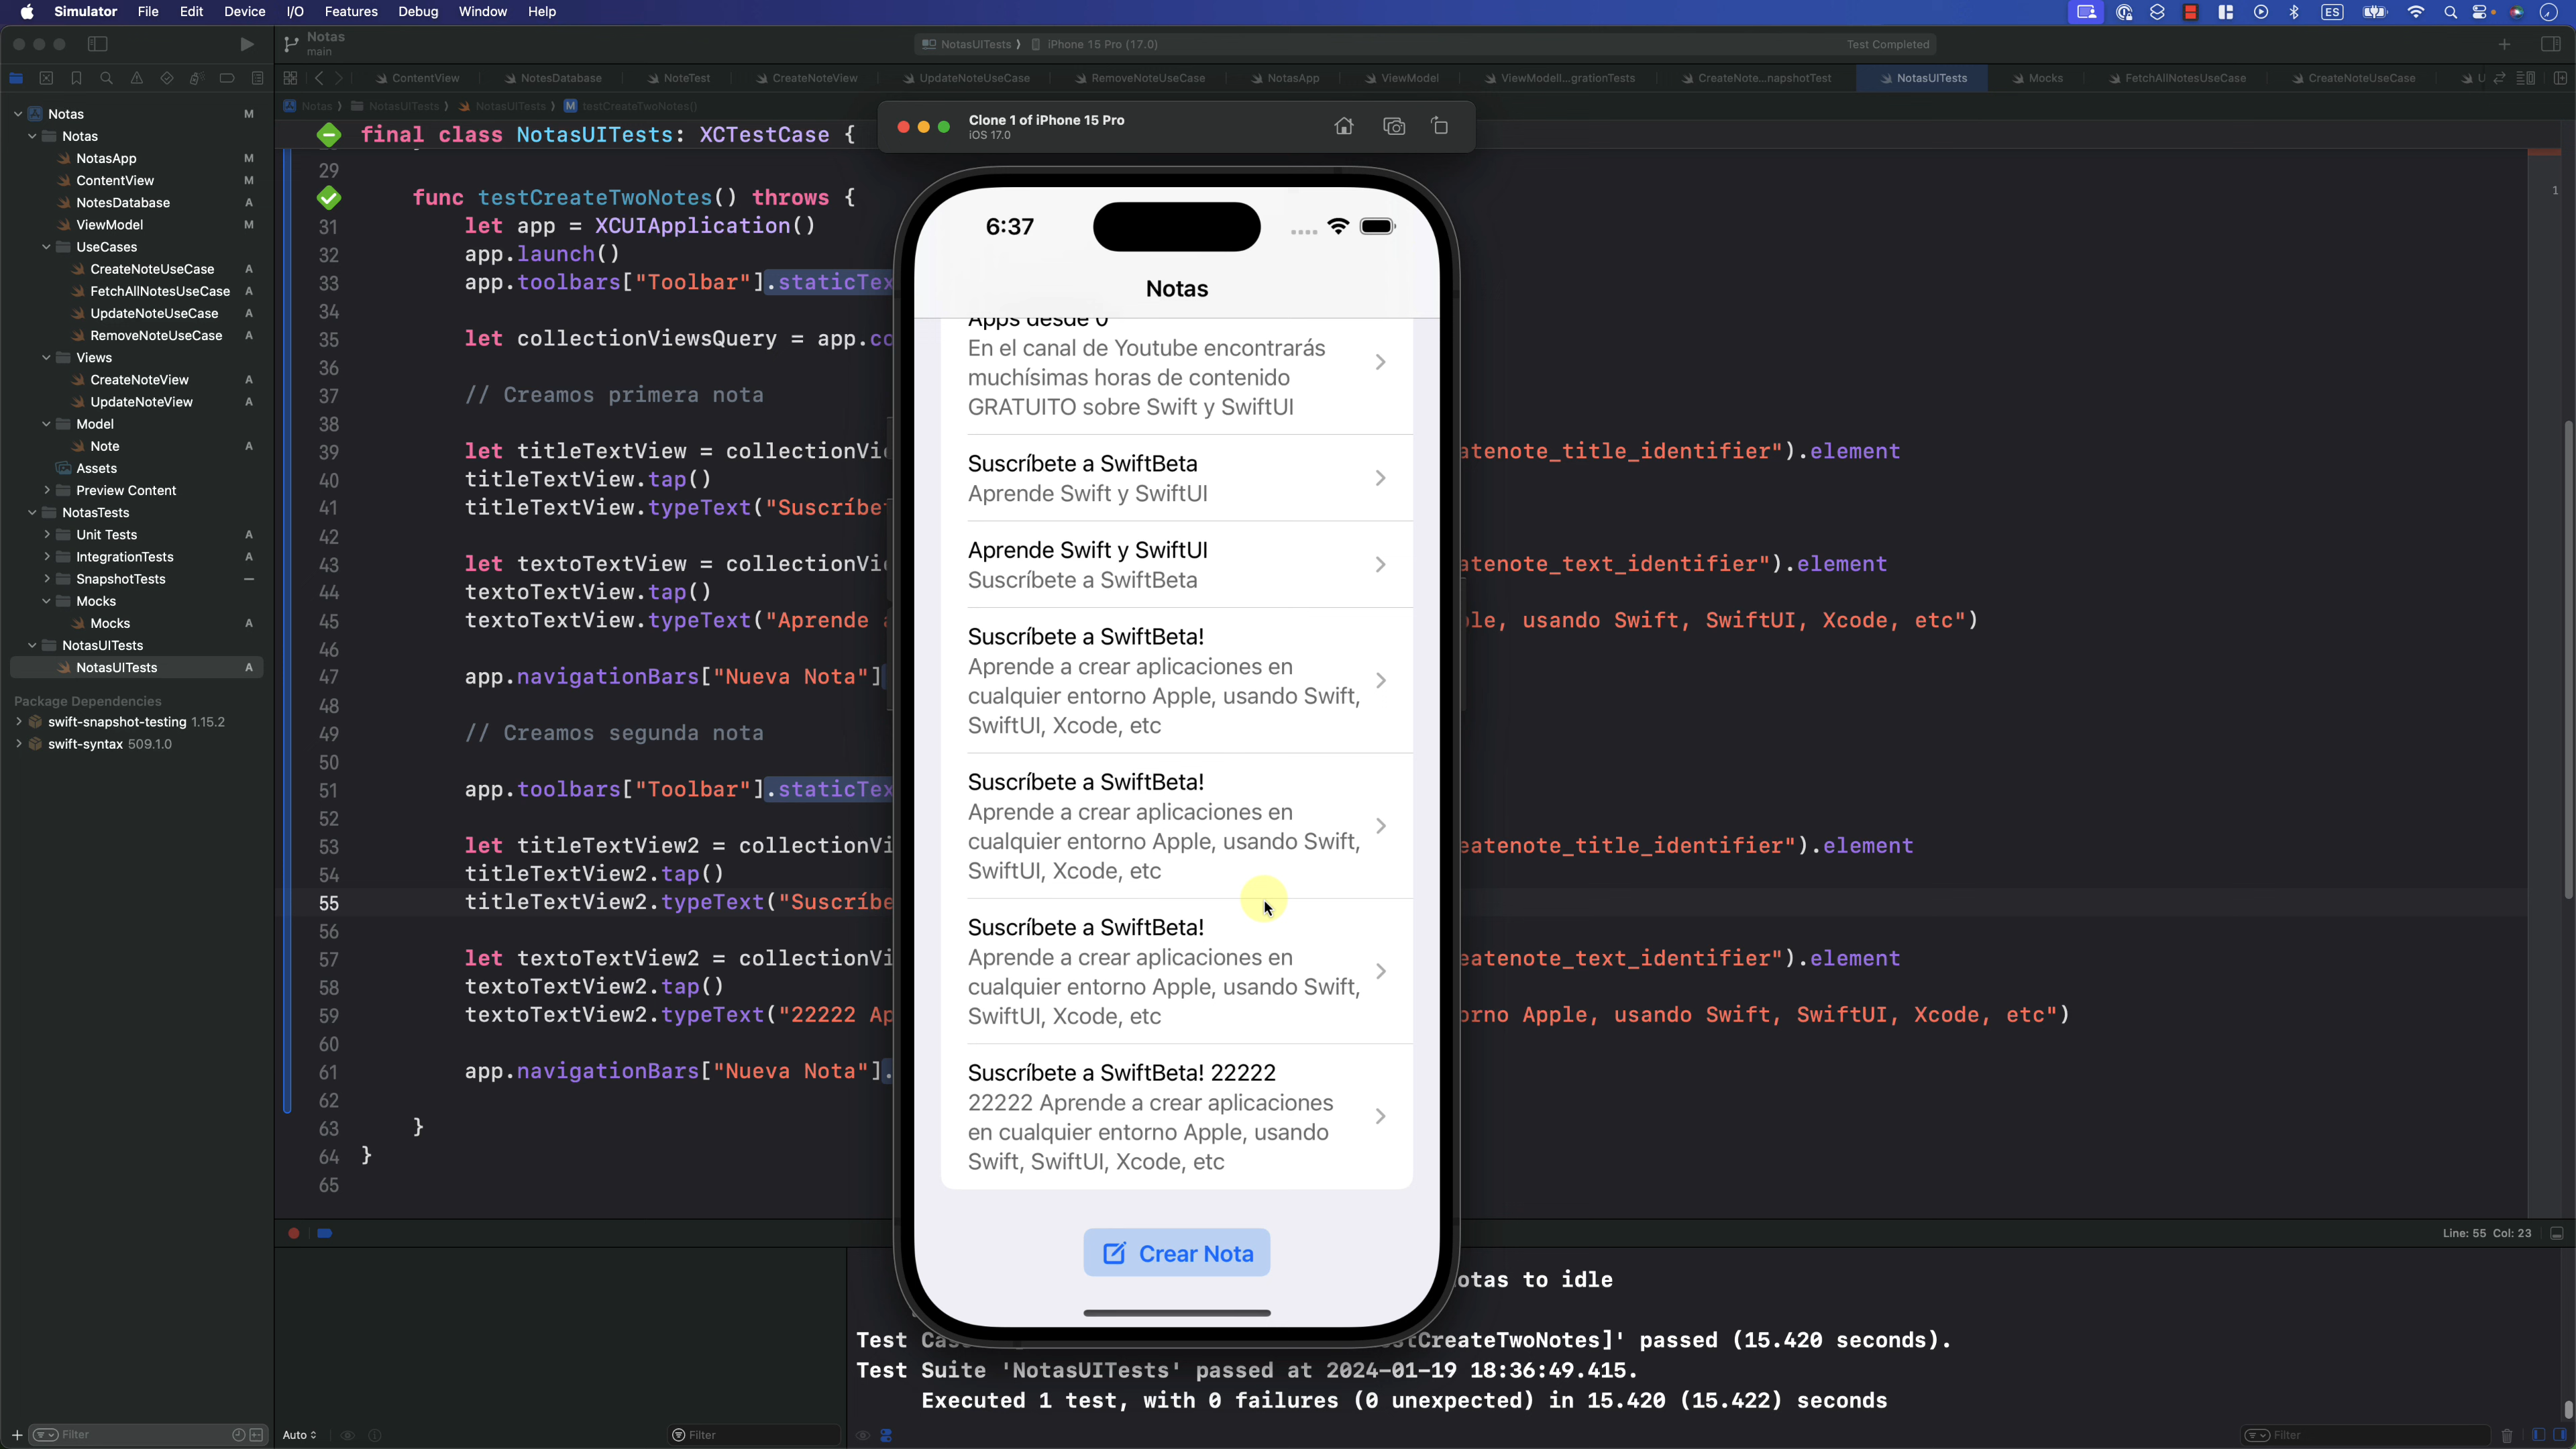 Simulator File Edit Device I/O Features Debug Window Help ES
Notas
main
NotasUITests iPhone 15 Pro (17.0) Test Completed
ContentView NotesDatabase NoteTest CreateNoteView UpdateNoteUseCase RemoveNoteUseCase NotasApp ViewModel ViewModell...grationTests CreateNote...napshotTest NotasUITests Mocks FetchAllNotesUseCase CreateNoteUseCase U
Notas NotasUITests NotasUITests M testCreateTwoNotes()
Notas M
Notas
NotasApp M
ContentView M
NotesDatabase A
ViewModel M
UseCases
CreateNoteUseCase A
FetchAllNotesUseCase A
UpdateNoteUseCase A
RemoveNoteUseCase A
Views
CreateNoteView A
UpdateNoteView A
Model
Note A
Assets
Preview Content
NotasTests
Unit Tests A
IntegrationTests A
SnapshotTests
Mocks
Mocks A
NotasUITests
NotasUITests A
Package Dependencies
swift-snapshot-testing 1.15.2
swift-syntax 509.1.0
Filter
final class NotasUITests: XCTestCase {
29
func testCreateTwoNotes() throws {
31 let app = XCUIApplication()
32 app.launch()
33 app.toolbars["Toolbar"].staticTex
34
35 let collectionViewsQuery = app.co
36
37 // Creamos primera nota
38
39 let titleTextView = collectionVie atenote_title_identifier").element
40 titleTextView.tap()
41 titleTextView.typeText("Suscríbet
42
43 let textoTextView = collectionVie atenote_text_identifier").element
44 textoTextView.tap()
45 textoTextView.typeText("Aprende a le, usando Swift, SwiftUI, Xcode, etc")
46
47 app.navigationBars["Nueva Nota"]
48
49 // Creamos segunda nota
50
51 app.toolbars["Toolbar"].staticTex
52
53 let titleTextView2 = collectionVi eatenote_title_identifier").element
54 titleTextView2.tap()
55 titleTextView2.typeText("Suscríbe
56
57 let textoTextView2 = collectionVi eatenote_text_identifier").element
58 textoTextView2.tap()
59 textoTextView2.typeText("22222 Ap orno Apple, usando Swift, SwiftUI, Xcode, etc")
60
61 app.navigationBars["Nueva Nota"].
62
63 }
64 }
65
1
Clone 1 of iPhone 15 Pro
iOS 17.0
6:37
Notas
Apps desde 0
En el canal de Youtube encontrarás
muchísimas horas de contenido
GRATUITO sobre Swift y SwiftUI
Suscríbete a SwiftBeta
Aprende Swift y SwiftUI
Aprende Swift y SwiftUI
Suscríbete a SwiftBeta
Suscríbete a SwiftBeta!
Aprende a crear aplicaciones en
cualquier entorno Apple, usando Swift,
SwiftUI, Xcode, etc
Suscríbete a SwiftBeta!
Aprende a crear aplicaciones en
cualquier entorno Apple, usando Swift,
SwiftUI, Xcode, etc
Suscríbete a SwiftBeta!
Aprende a crear aplicaciones en
cualquier entorno Apple, usando Swift,
SwiftUI, Xcode, etc
Suscríbete a SwiftBeta! 22222
22222 Aprende a crear aplicaciones
en cualquier entorno Apple, usando
Swift, SwiftUI, Xcode, etc
Crear Nota
Line: 55 Col: 23
otas to idle
Test Cas tCreateTwoNotes]' passed (15.420 seconds).
Test Suite 'NotasUITests' passed at 2024-01-19 18:36:49.415.
Executed 1 test, with 0 failures (0 unexpected) in 15.420 (15.422) seconds
Auto Filter Filter